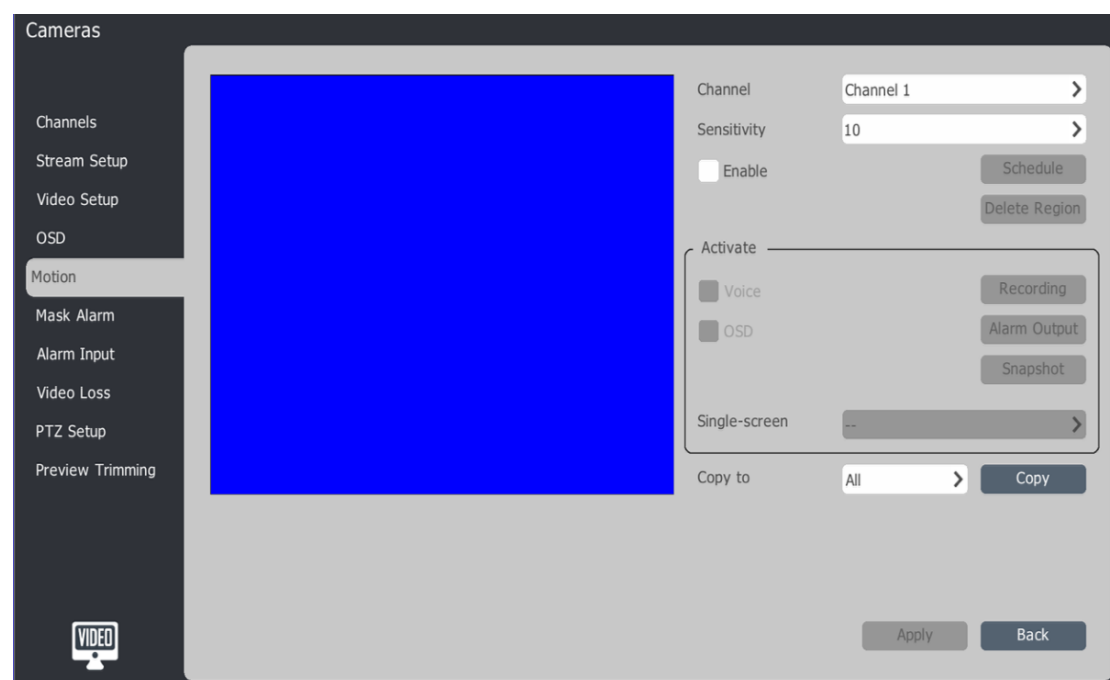 Cameras
Channels
Stream Setup
Video Setup
OSD
Motion
Mask Alarm
Alarm Input
Video Loss
PTZ Setup
Preview Trimming
VIDEO
Channel Channel 1
Sensitivity 10
Enable Schedule
Delete Region
Activate
Voice Recording
OSD Alarm Output
Snapshot
Single-screen --
Copy to All Copy
Apply Back